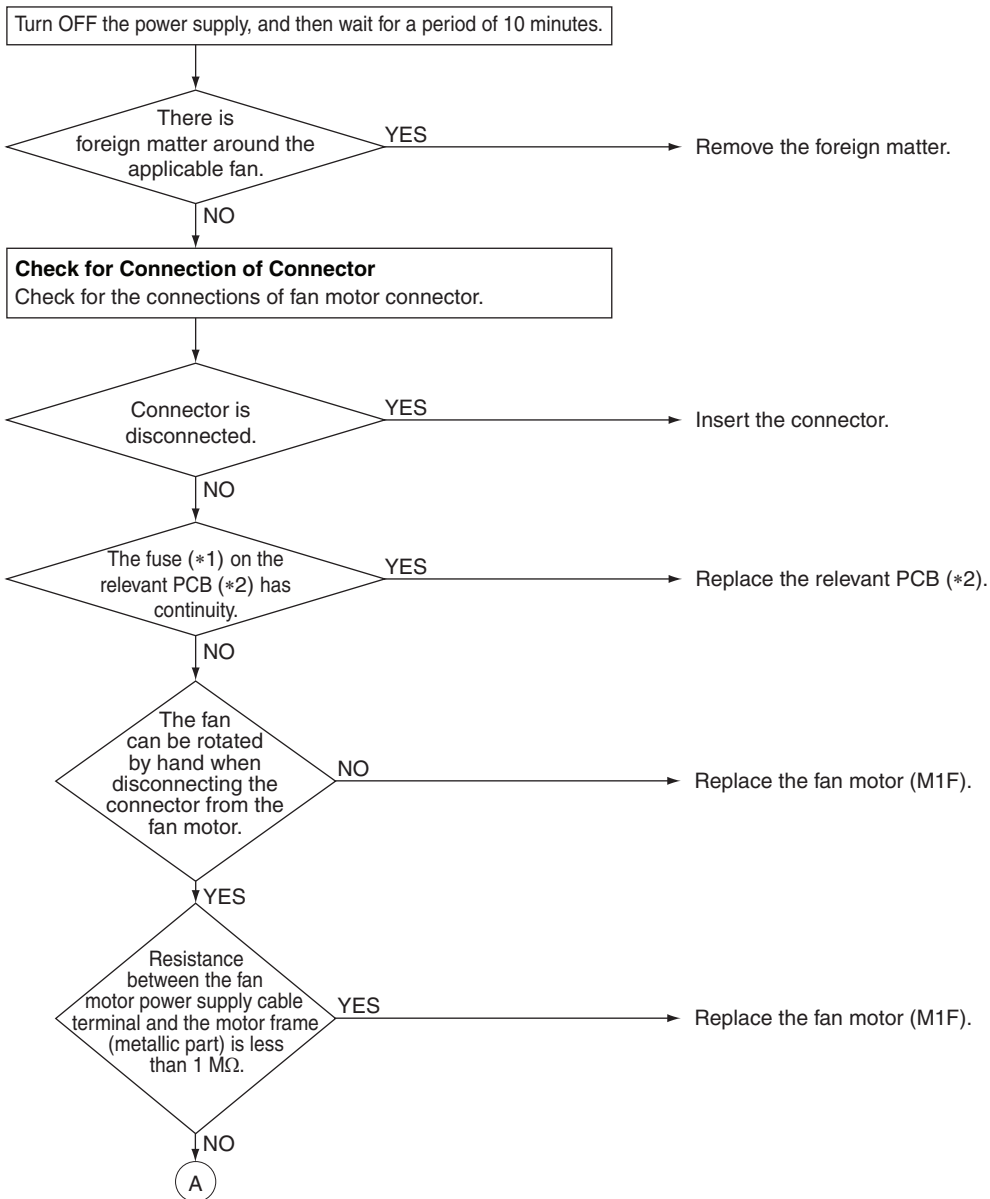 Turn OFF the power supply, and then wait for a period of 10 minutes.
There is
foreign matter around the
applicable fan.
YES
Remove the foreign matter.
NO
Check for Connection of Connector
Check for the connections of fan motor connector.
Connector is
disconnected.
YES
Insert the connector.
NO
The fuse (*1) on the
relevant PCB (*2) has
continuity.
YES
Replace the relevant PCB (*2).
NO
The fan
can be rotated
by hand when
disconnecting the
connector from the
fan motor.
NO
Replace the fan motor (M1F).
YES
Resistance
between the fan
motor power supply cable
terminal and the motor frame
(metallic part) is less
than 1 MΩ.
YES
Replace the fan motor (M1F).
NO
A